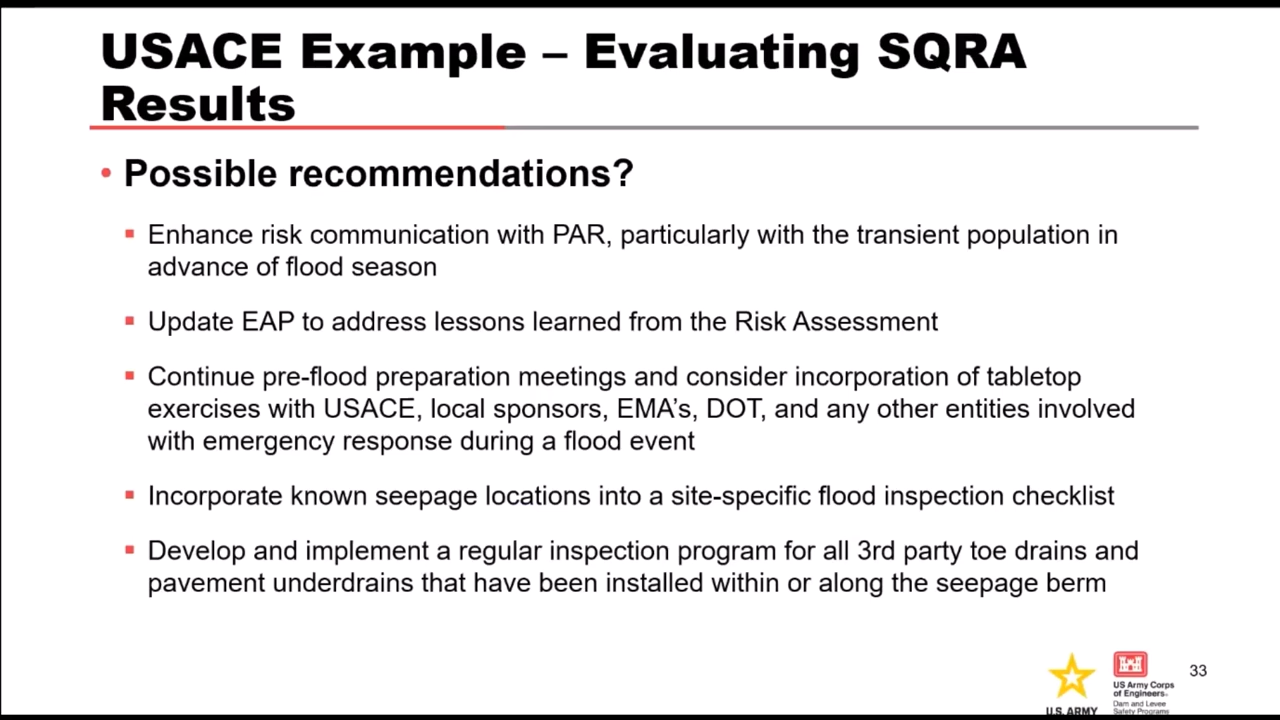 USACE Example – Evaluating SQRA
Results
• Possible recommendations?
▪ Enhance risk communication with PAR, particularly with the transient population in
advance of flood season
▪ Update EAP to address lessons learned from the Risk Assessment
▪ Continue pre-flood preparation meetings and consider incorporation of tabletop
exercises with USACE, local sponsors, EMA’s, DOT, and any other entities involved
with emergency response during a flood event
▪ Incorporate known seepage locations into a site-specific flood inspection checklist
▪ Develop and implement a regular inspection program for all 3rd party toe drains and
pavement underdrains that have been installed within or along the seepage berm
U.S. ARMY
US Army Corps
of Engineers®
Dam and Levee
Safety Programs
33